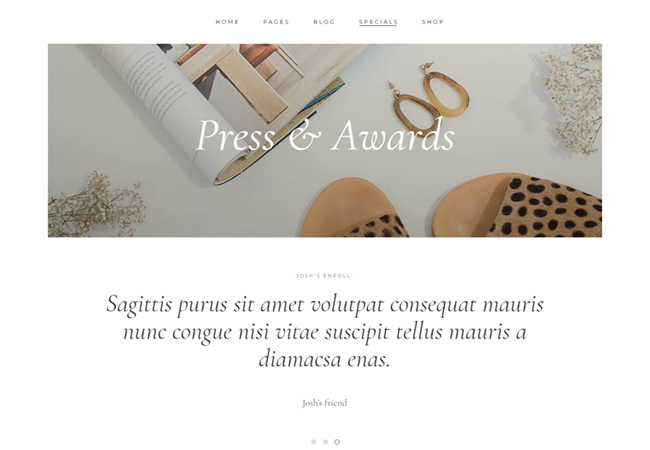 HOME PAGES BLOG SPECIALS SHOP
Press & Awards
JOSH'S ENROLL
Sagittis purus sit amet volutpat consequat mauris
nunc congue nisi vitae suscipit tellus mauris a
diamacsa enas.
Josh's friend